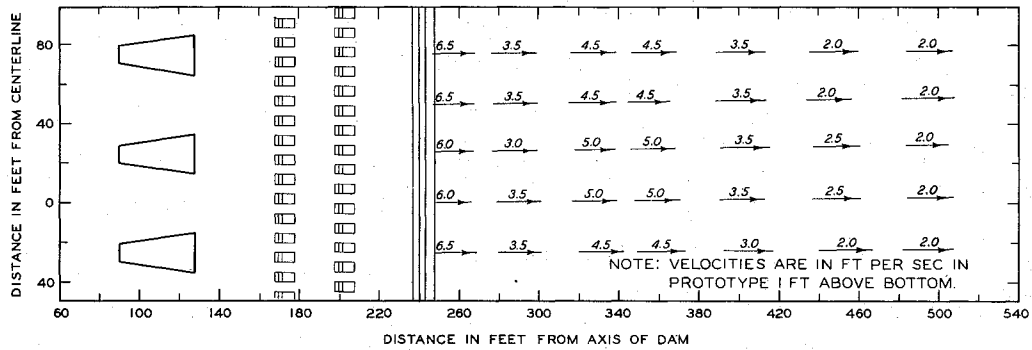 80
6.5 3.5 4.5 4.5 3.5 2.0 2.0
6.5 3.5 4.5 4.5 3.5 2.0 2.0
40
6.0 3.0 5.0 5.0 3.5 2.5 2.0
0
6.0 3.5 5.0 5.0 3.5 2.5 2.0
6.5 3.5 4.5 4.5 3.0 2.0 2.0
NOTE: VELOCITIES ARE IN FT PER SEC IN
PROTOTYPE 1 FT ABOVE BOTTOM.
40
DISTANCE IN FEET FROM CENTERLINE
60 100 140 180 220 260 300 340 380 420 460 500 540
DISTANCE IN FEET FROM AXIS OF DAM